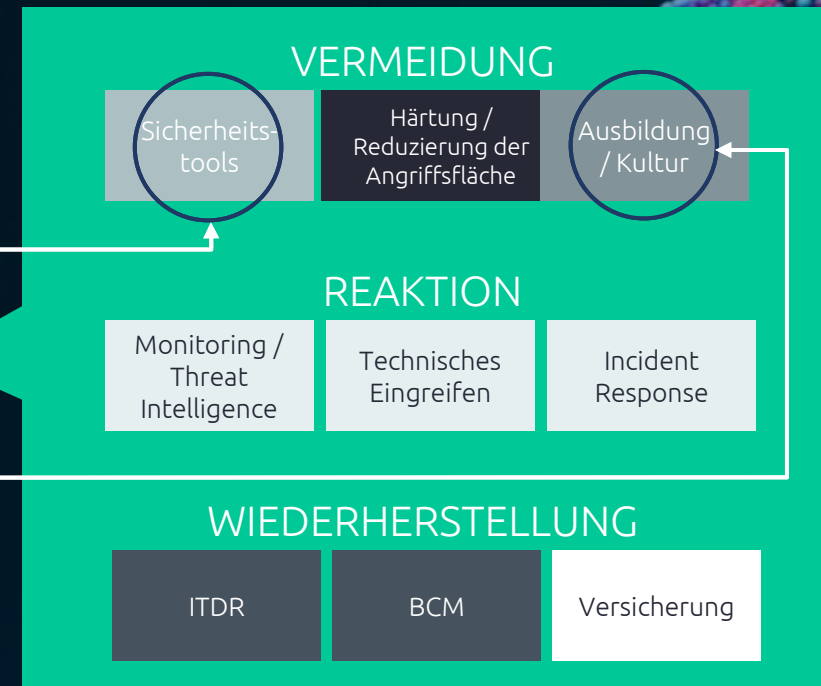 VERMEIDUNG
Sicherheits-
tools
Härtung /
Reduzierung der
Angriffsfläche
Ausbildung
/ Kultur
REAKTION
Monitoring /
Threat
Intelligence
Technisches
Eingreifen
Incident
Response
WIEDERHERSTELLUNG
ITDR
BCM
Versicherung